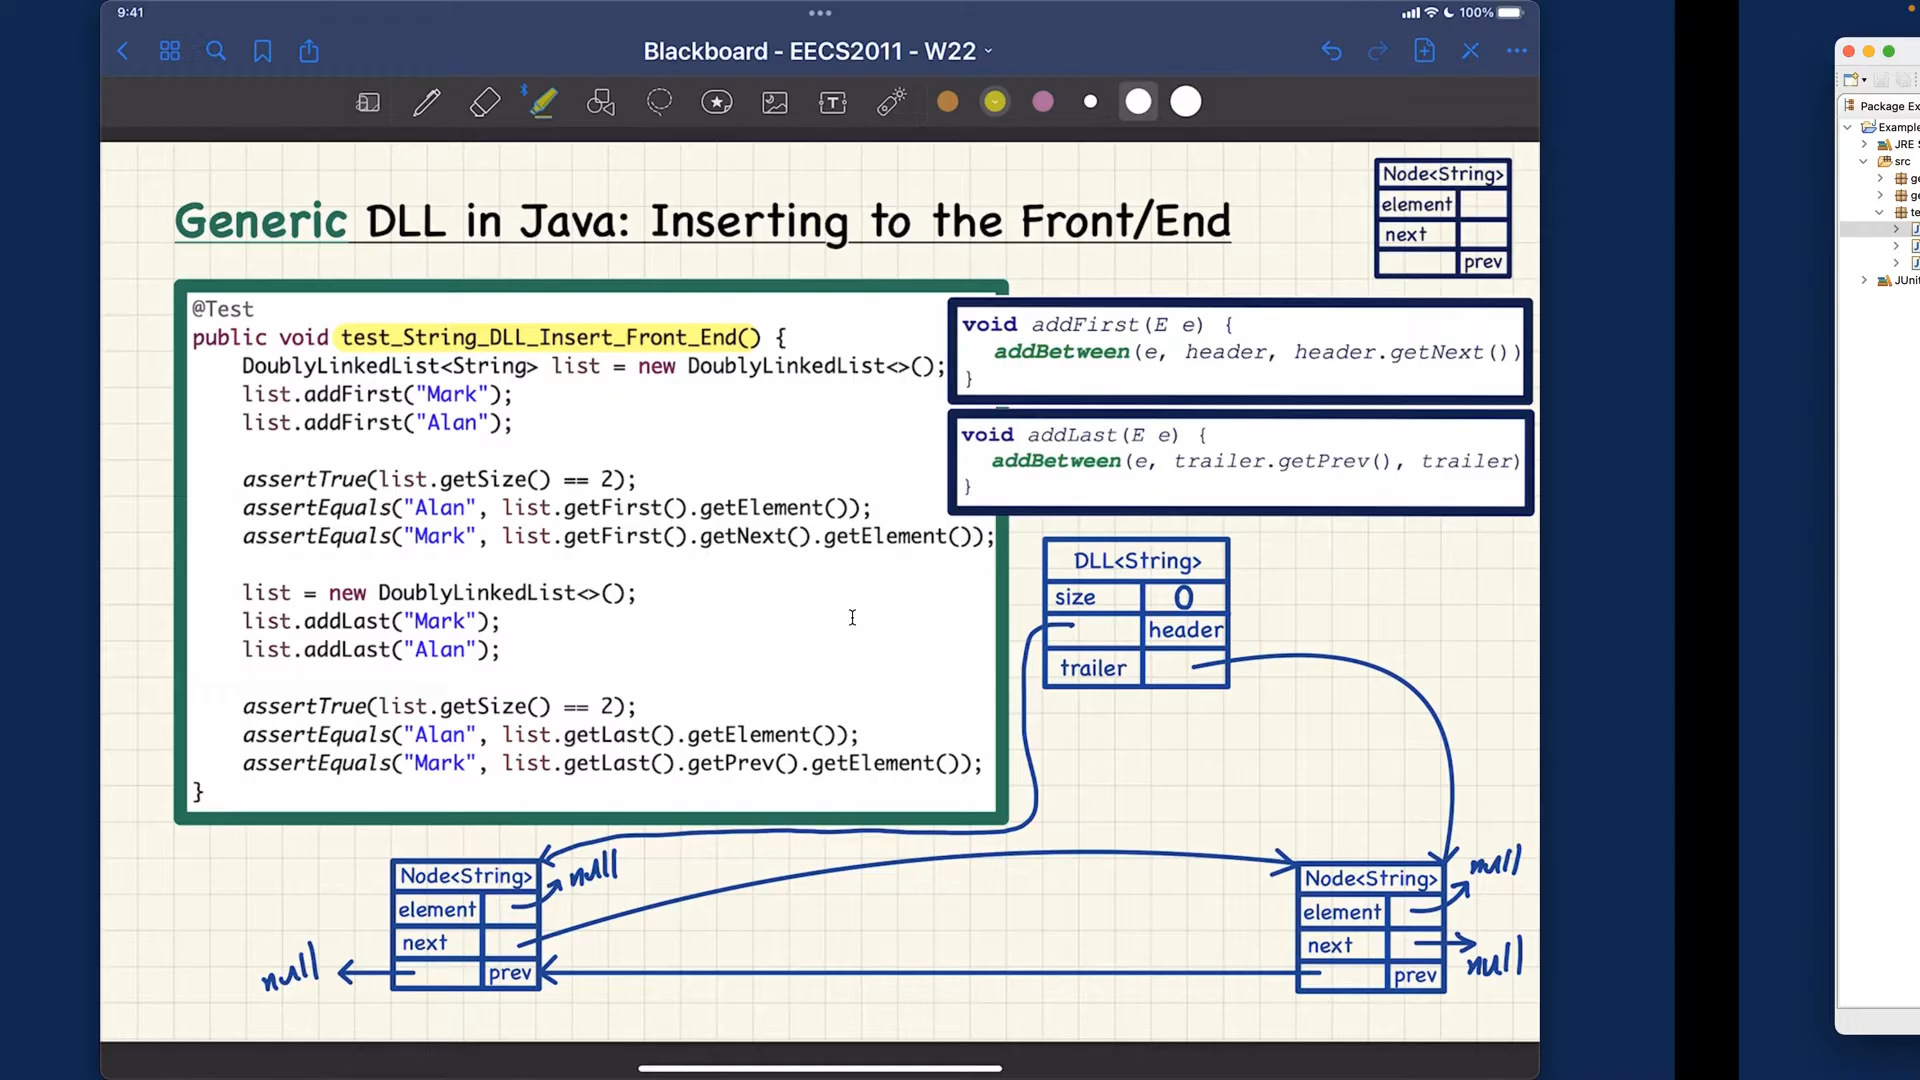 9:41
100%
Blackboard - EECS2011 - W22
Generic DLL in Java: Inserting to the Front/End
Node<String>
element
next
prev
@Test
public void test_String_DLL_Insert_Front_End() {
DoublyLinkedList<String> list = new DoublyLinkedList<>();
list.addFirst("Mark");
list.addFirst("Alan");
assertTrue(list.getSize() == 2);
assertEquals("Alan", list.getFirst().getElement());
assertEquals("Mark", list.getFirst().getNext().getElement());
list = new DoublyLinkedList<>();
list.addLast("Mark");
list.addLast("Alan");
assertTrue(list.getSize() == 2);
assertEquals("Alan", list.getLast().getElement());
assertEquals("Mark", list.getLast().getPrev().getElement());
}
void addFirst(E e) {
addBetween(e, header, header.getNext())
}
void addLast(E e) {
addBetween(e, trailer.getPrev(), trailer)
}
DLL<String>
size 0
header
trailer
Node<String>
element
next
prev
null
null
Node<String>
element
next
prev
null
null
Package Ex
Example
JRE S
src
ge
ge
te
JUnit